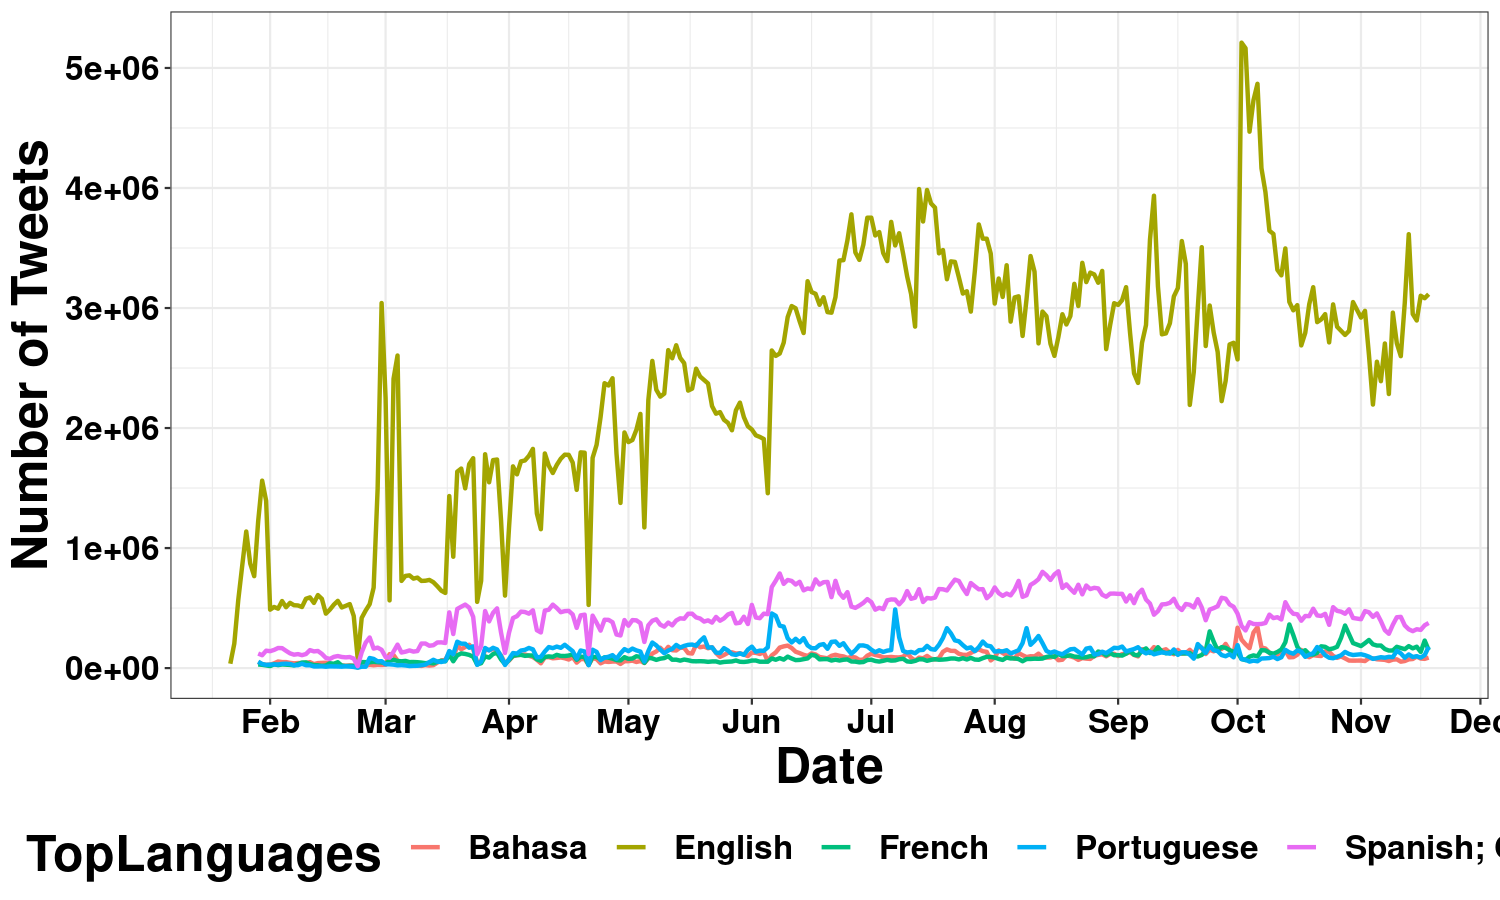 Number of Tweets
5e+06
4e+06
3e+06
2e+06
1e+06
0e+00
Feb Mar Apr May Jun Jul Aug Sep Oct Nov Dec
Date
TopLanguages Bahasa English French Portuguese Spanish;